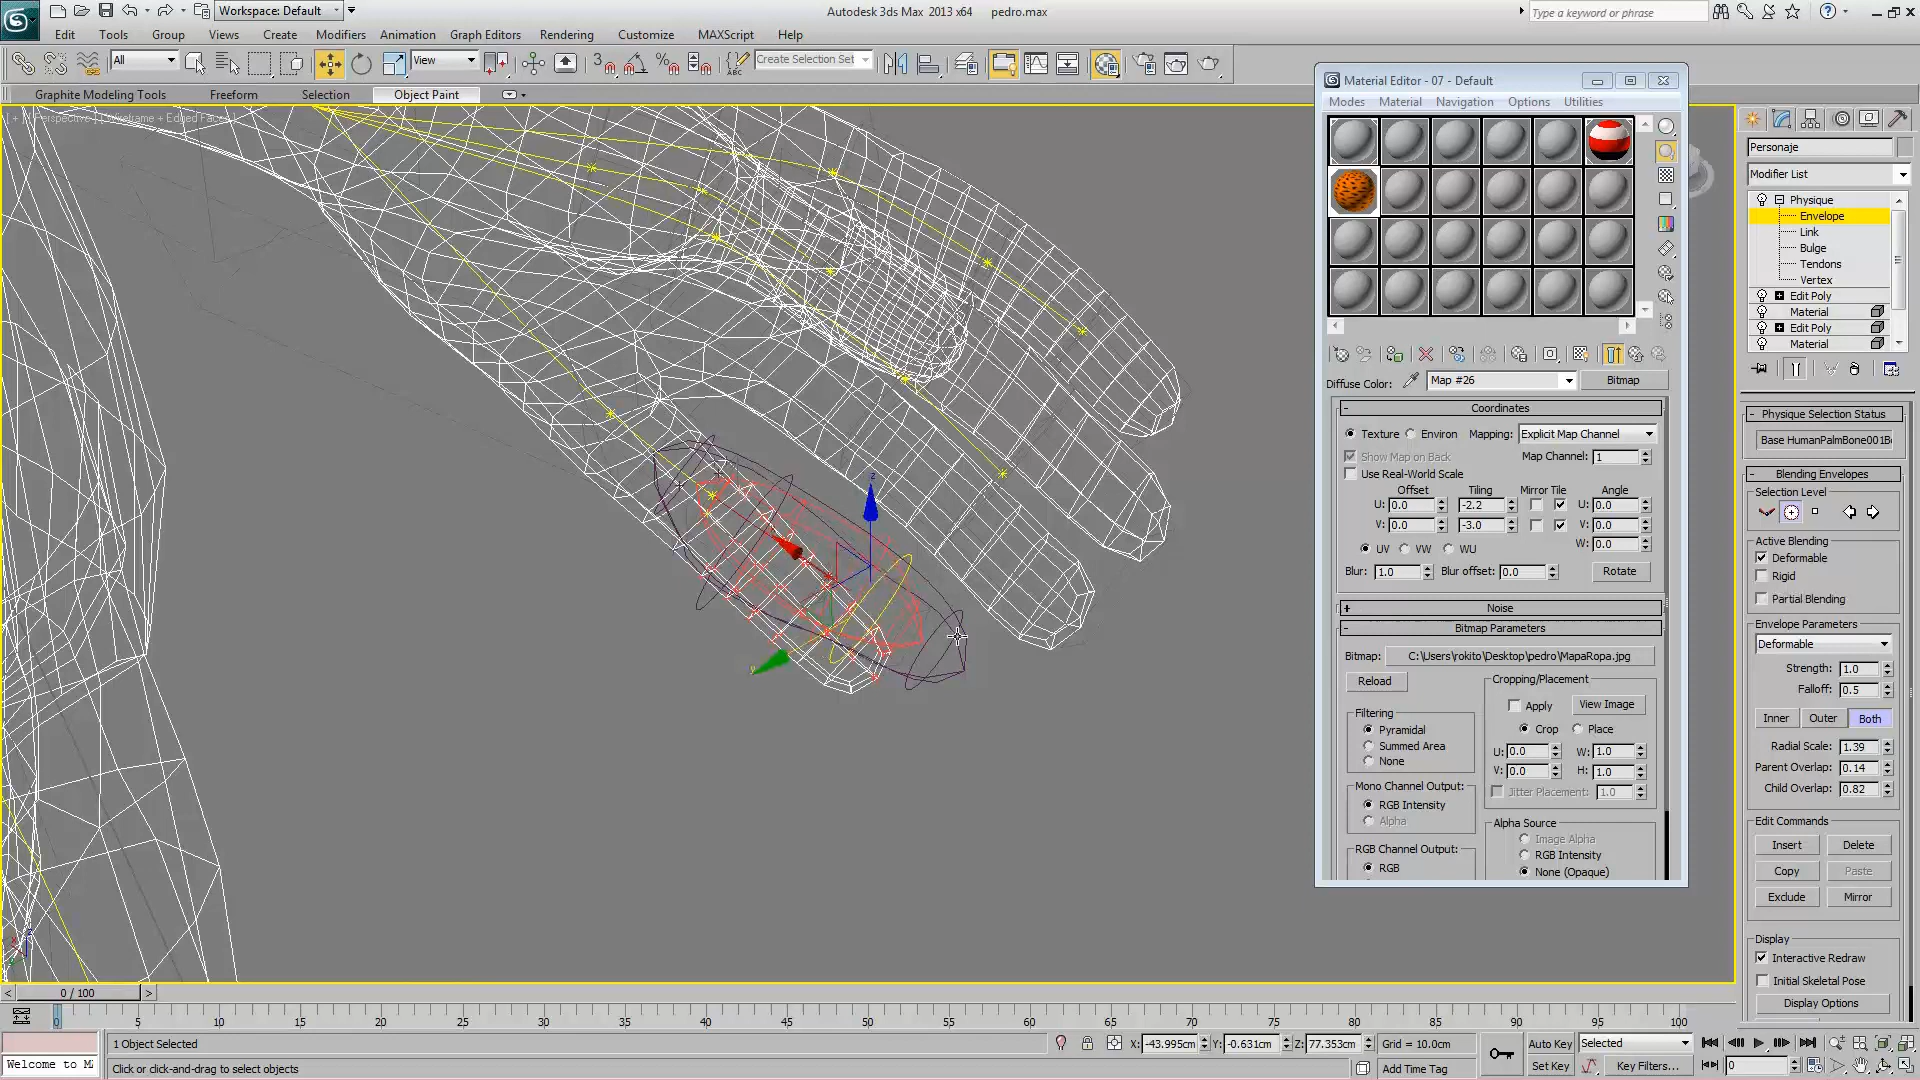 Workspace: Default
Autodesk 3ds Max 2013 x64 pedro.max
Type a keyword or phrase
Edit Tools Group Views Create Modifiers Animation Graph Editors Rendering Customize MAXScript Help
All
View
3
Create Selection Set
Graphite Modeling Tools Freeform Selection Object Paint
Material Editor - 07 - Default
Modes Material Navigation Options Utilities
Diffuse Color: Map #26 Bitmap
Coordinates
Texture Environ Mapping: Explicit Map Channel
Show Map on Back Map Channel: 1
Use Real-World Scale
Offset Tiling Mirror Tile Angle
U: 0.0 -2.2 U: 0.0
V: 0.0 -3.0 V: 0.0
W: 0.0
UV VW WU
Blur: 1.0 Blur offset: 0.0 Rotate
Noise
Bitmap Parameters
Bitmap: C:\Users\rokito\Desktop\pedro\MapaRopa.jpg
Reload
Cropping/Placement
Apply View Image
Crop Place
U: 0.0 W: 1.0
V: 0.0 H: 1.0
Jitter Placement: 1.0
Filtering
Pyramidal
Summed Area
None
Mono Channel Output:
RGB Intensity
Alpha
RGB Channel Output:
RGB
Alpha Source
Image Alpha
RGB Intensity
None (Opaque)
Personaje
Modifier List
Physique
Envelope
Link
Bulge
Tendons
Vertex
Edit Poly
Material
Edit Poly
Material
Physique Selection Status
Base HumanPalmBone001B
Blending Envelopes
Selection Level
Active Blending
Deformable
Rigid
Partial Blending
Envelope Parameters
Deformable
Strength: 1.0
Falloff: 0.5
Inner Outer Both
Radial Scale: 1.39
Parent Overlap: 0.14
Child Overlap: 0.82
Edit Commands
Insert Delete
Copy Paste
Exclude Mirror
Display
Interactive Redraw
Initial Skeletal Pose
Display Options
z
y
< 0 / 100 >
0 5 10 15 20 25 30 35 40 45 50 55 60 65 70 75 80 85 90 95 100
1 Object Selected
X: -43.995cm Y: -0.631cm Z: 77.353cm Grid = 10.0cm
Auto Key Selected
Welcome to M
Click or click-and-drag to select objects
Add Time Tag
Set Key Key Filters...
0